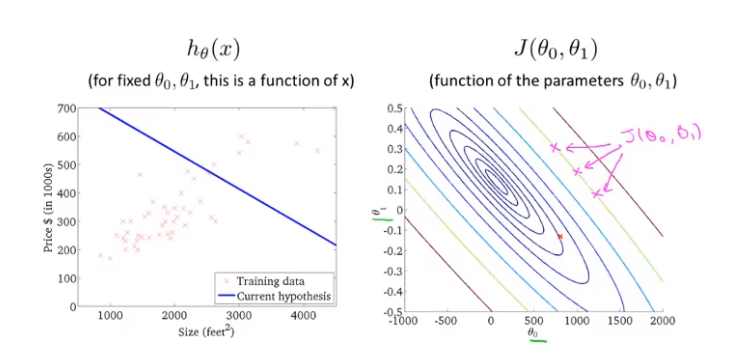 hθ(x)
(for fixed θ₀, θ₁, this is a function of x)
700
600
500
400
300
200
100
0
1000
2000
3000
4000
Price $ (in 1000s)
Size (feet²)
Training data
Current hypothesis
J(θ₀, θ₁)
(function of the parameters θ₀, θ₁)
0.5
0.4
0.3
0.2
0.1
0
-0.1
-0.2
-0.3
-0.4
-0.5
-1000
-500
0
500
1000
1500
2000
θ₁
θ₀
J(θ₀, θ₁)